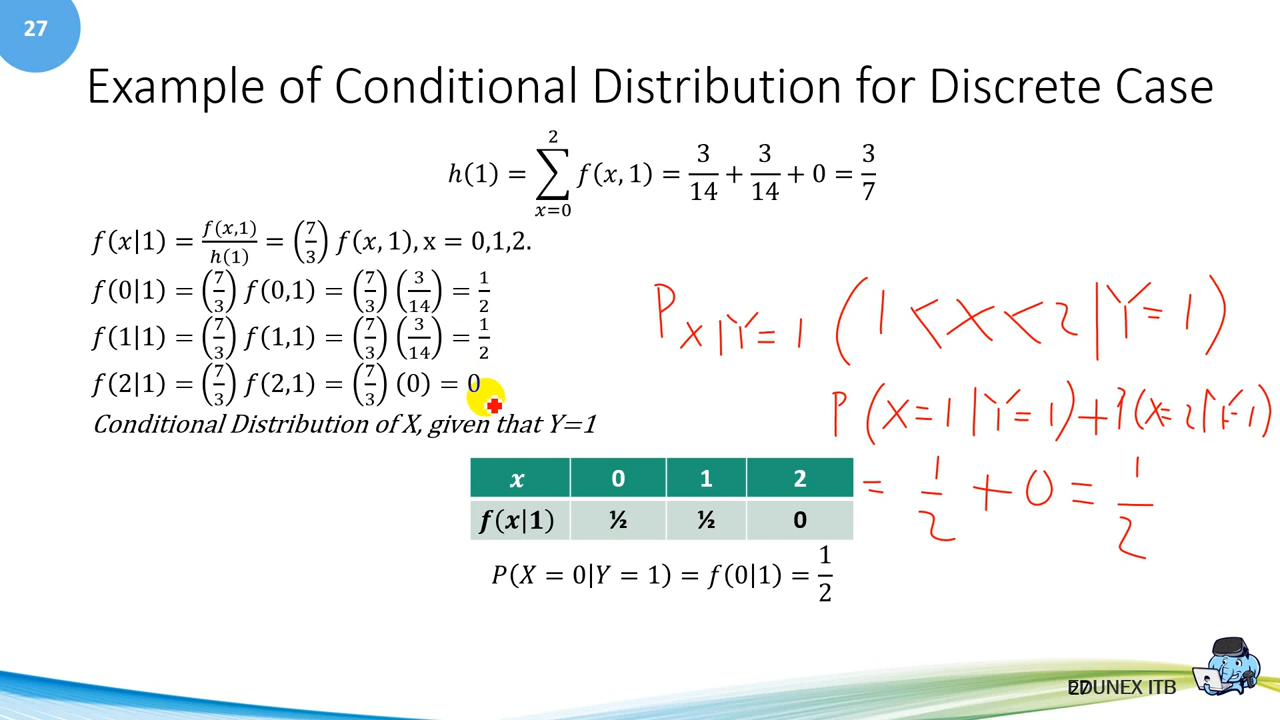 27
Example of Conditional Distribution for Discrete Case
h(1) = ∑_{x=0}^{2} f(x, 1) = 3/14 + 3/14 + 0 = 3/7
f(x|1) = f(x,1)/h(1) = (7/3) f(x, 1), x = 0,1,2.
f(0|1) = (7/3) f(0,1) = (7/3) (3/14) = 1/2
f(1|1) = (7/3) f(1,1) = (7/3) (3/14) = 1/2
f(2|1) = (7/3) f(2,1) = (7/3) (0) = 0
Conditional Distribution of X, given that Y=1
P_{X|Y=1} (1 < X < 2 | Y = 1)
P(X = 1 | Y = 1) + P(X = 2 | Y = 1)
= 1/2 + 0 = 1/2
x 0 1 2
f(x|1) ½ ½ 0
P(X = 0|Y = 1) = f(0|1) = 1/2
EDUNEX ITB
27